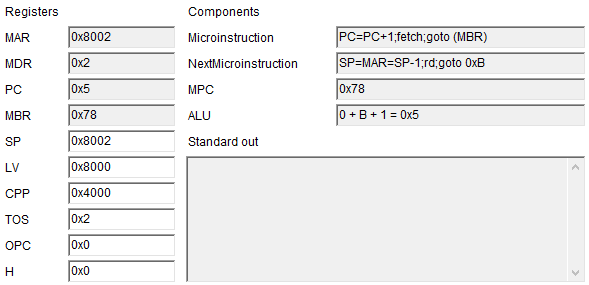 Registers
Components
MAR 0x8002 Microinstruction PC=PC+1;fetch;goto (MBR)
MDR 0x2 NextMicroinstruction SP=MAR=SP-1;rd;goto 0xB
PC 0x5 MPC 0x78
MBR 0x78 ALU 0 + B + 1 = 0x5
SP 0x8002 Standard out
LV 0x8000
CPP 0x4000
TOS 0x2
OPC 0x0
H 0x0